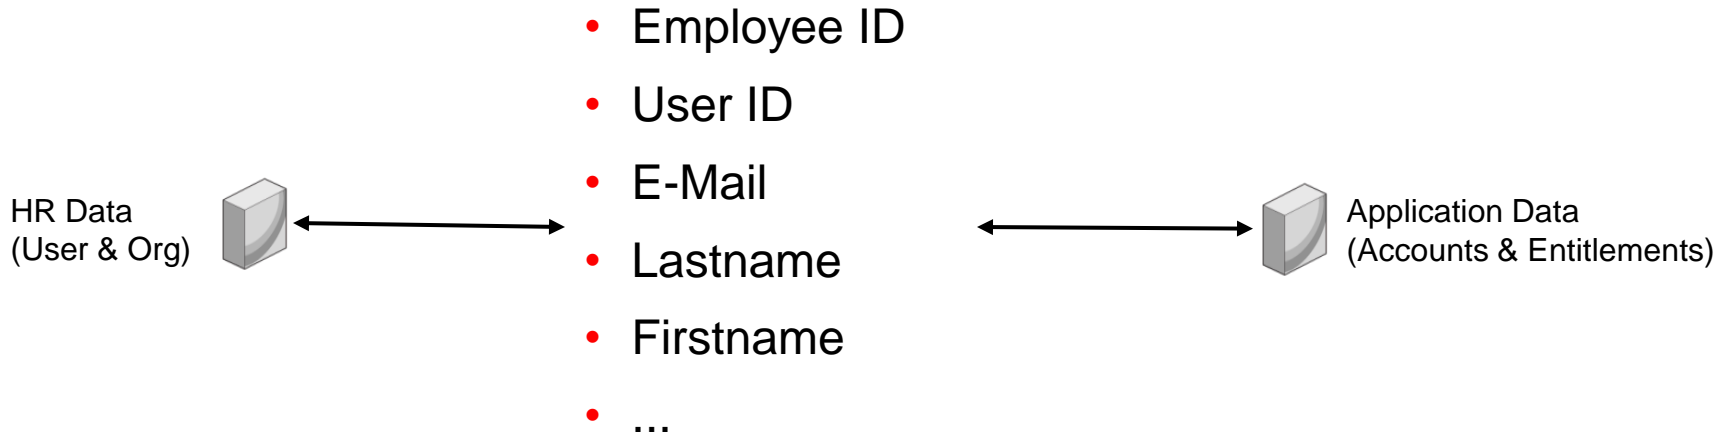 • Employee ID
• User ID
• E-Mail
HR Data
(User & Org)
• Lastname
• Firstname
• ...
Application Data
(Accounts & Entitlements)